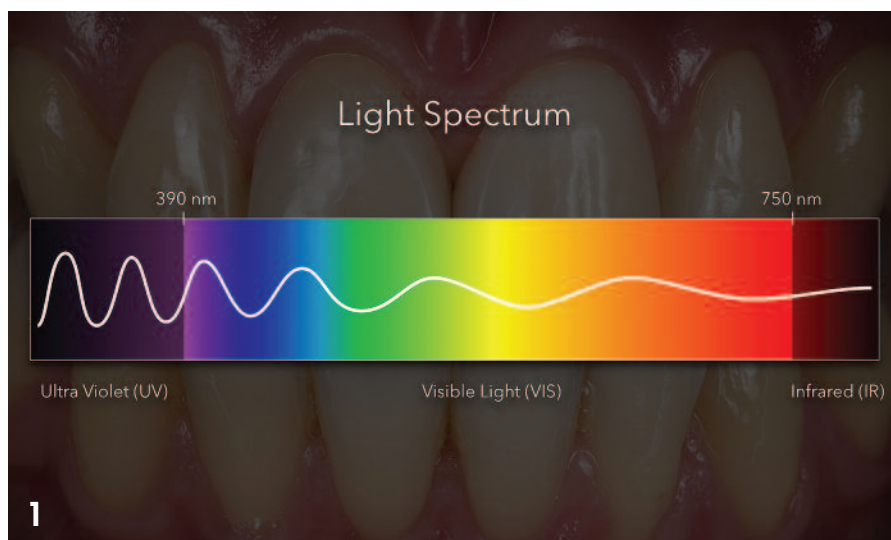 Light Spectrum
390 nm
750 nm
Ultra Violet (UV)
Visible Light (VIS)
Infrared (IR)
1